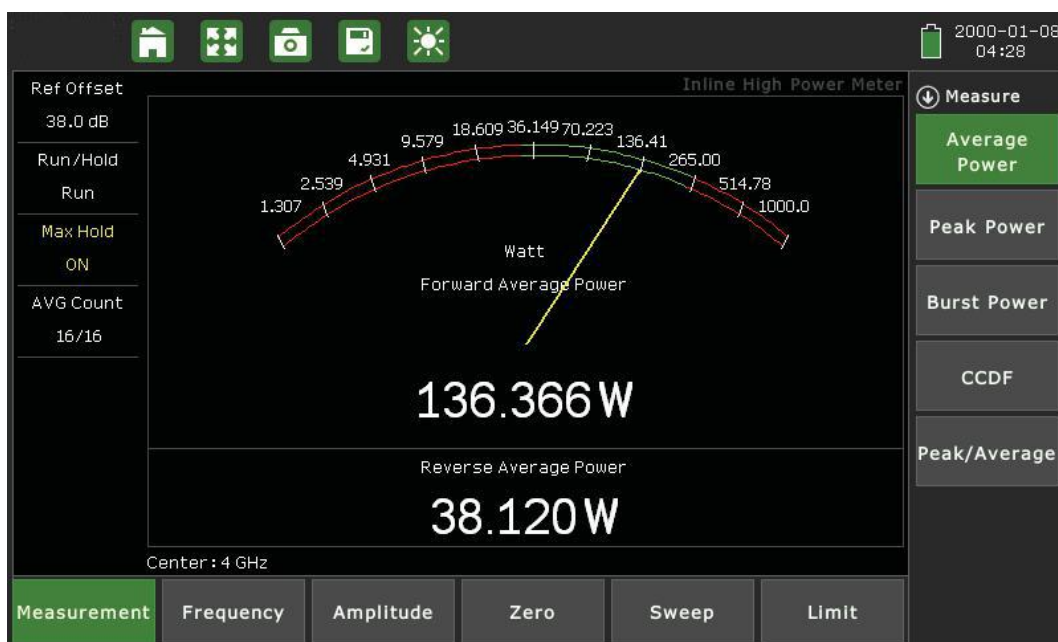 2000-01-08
04:28
Ref Offset
38.0 dB
Run/Hold
Run
Max Hold
ON
AVG Count
16/16
Inline High Power Meter
1.307
2.539
4.931
9.579
18.609
36.149
70.223
136.41
265.00
514.78
1000.0
Watt
Forward Average Power
136.366 W
Reverse Average Power
38.120 W
Center: 4 GHz
Measure
Average
Power
Peak Power
Burst Power
CCDF
Peak/Average
Measurement
Frequency
Amplitude
Zero
Sweep
Limit